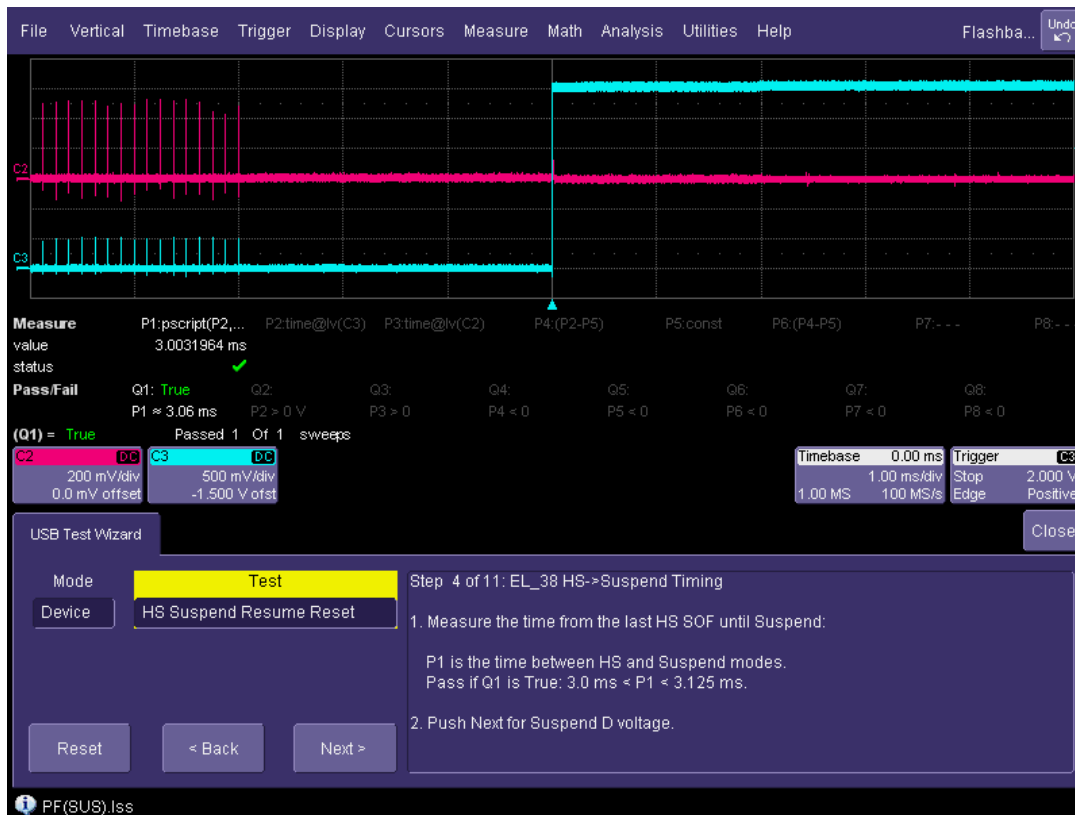 File Vertical Timebase Trigger Display Cursors Measure Math Analysis Utilities Help Flashba... Undo
C2
C3
Measure P1:pscript(P2,... P2:time@lv(C3) P3:time@lv(C2) P4:(P2-P5) P5:const P6:(P4-P5) P7:- - - P8:- - -
value 3.0031964 ms
status
Pass/Fail Q1: True Q2: Q3: Q4: Q5: Q6: Q7: Q8:
P1 ≈ 3.06 ms P2 > 0 V P3 > 0 P4 < 0 P5 < 0 P6 < 0 P7 < 0 P8 < 0
(Q1) = True Passed 1 Of 1 sweeps
C2 DC C3 DC Timebase 0.00 ms Trigger C3
200 mV/div 500 mV/div 1.00 ms/div Stop 2.000 V
0.0 mV offset -1.500 V ofst 1.00 MS 100 MS/s Edge Positive
USB Test Wizard Close
Mode Test
Device HS Suspend Resume Reset
Step 4 of 11: EL_38 HS->Suspend Timing
1. Measure the time from the last HS SOF until Suspend:
P1 is the time between HS and Suspend modes.
Pass if Q1 is True: 3.0 ms < P1 < 3.125 ms.
2. Push Next for Suspend D voltage.
Reset < Back Next >
PF(SUS).lss